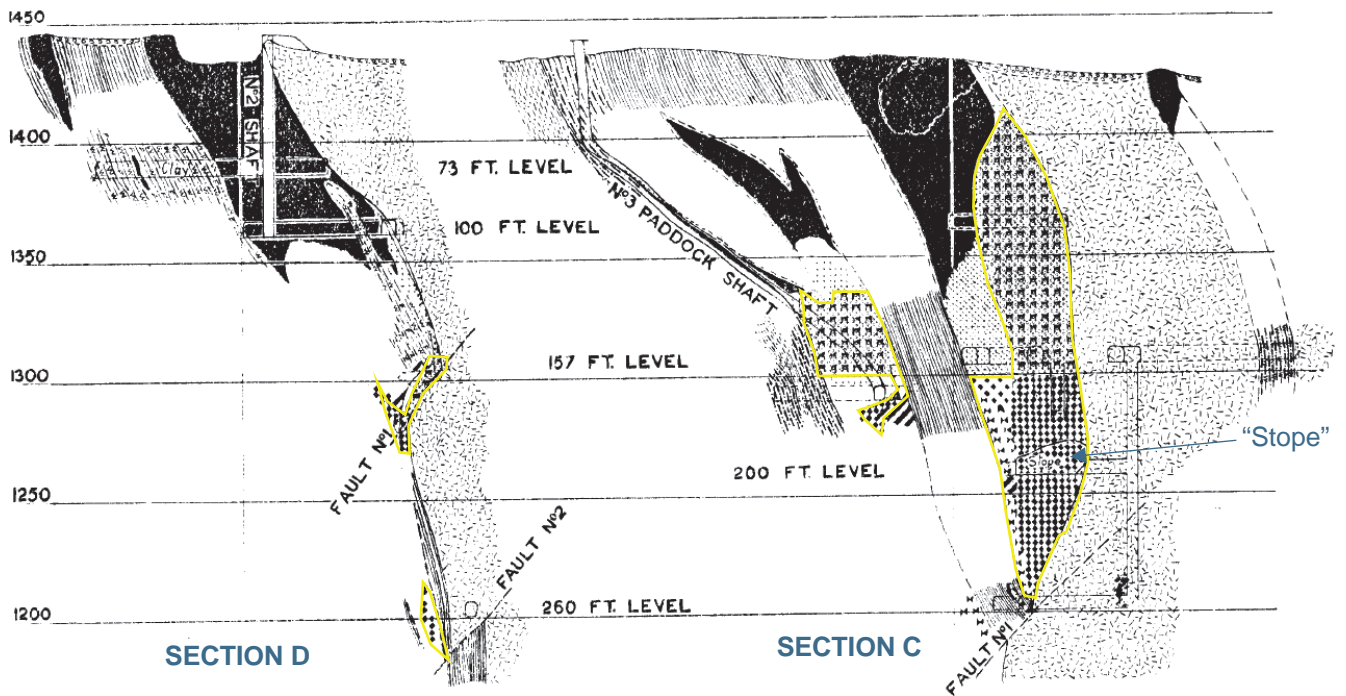 1450
Nº2 SHAFT
1400
73 FT. LEVEL
Clay
Nº3 PADDOCK SHAFT
100 FT. LEVEL
1350
157 FT. LEVEL
1300
FAULT Nº1
"Stope"
Stope
200 FT. LEVEL
1250
FAULT Nº2
260 FT. LEVEL
1200
FAULT Nº1
SECTION D
SECTION C